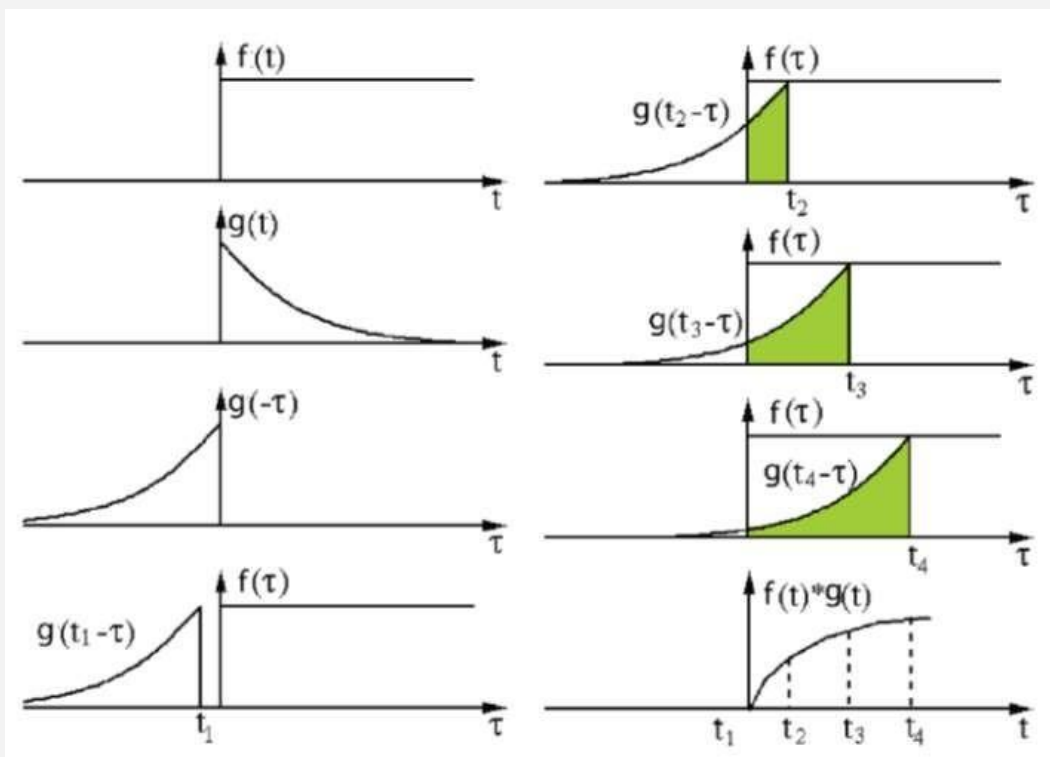 f(t)
t
g(t)
t
g(-τ)
τ
f(τ)
g(t₁-τ)
t₁
τ
f(τ)
g(t₂-τ)
t₂
τ
f(τ)
g(t₃-τ)
t₃
τ
f(τ)
g(t₄-τ)
t₄
τ
f(t)*g(t)
t₁ t₂ t₃ t₄ t